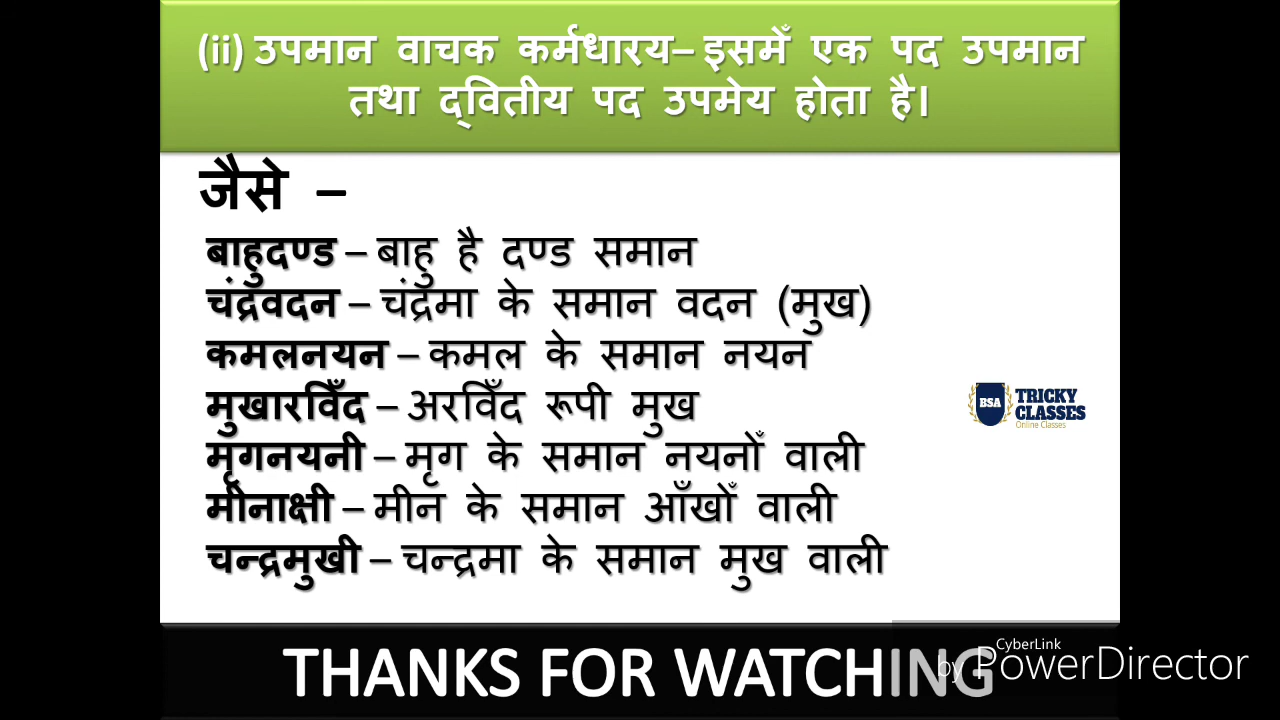 (ii) उपमान वाचक कर्मधारय– इसमेँ एक पद उपमान
तथा द्वितीय पद उपमेय होता है।
जैसे –
बाहुदण्ड – बाहु है दण्ड समान
चंद्रवदन – चंद्रमा के समान वदन (मुख)
कमलनयन – कमल के समान नयन
मुखारविँद – अरविँद रूपी मुख
BSA TRICKY
CLASSES
Online Classes
मृगनयनी – मृग के समान नयनोँ वाली
मीनाक्षी – मीन के समान आँखोँ वाली
चन्द्रमुखी – चन्द्रमा के समान मुख वाली
THANKS FOR WATCHING
CyberLink
by PowerDirector